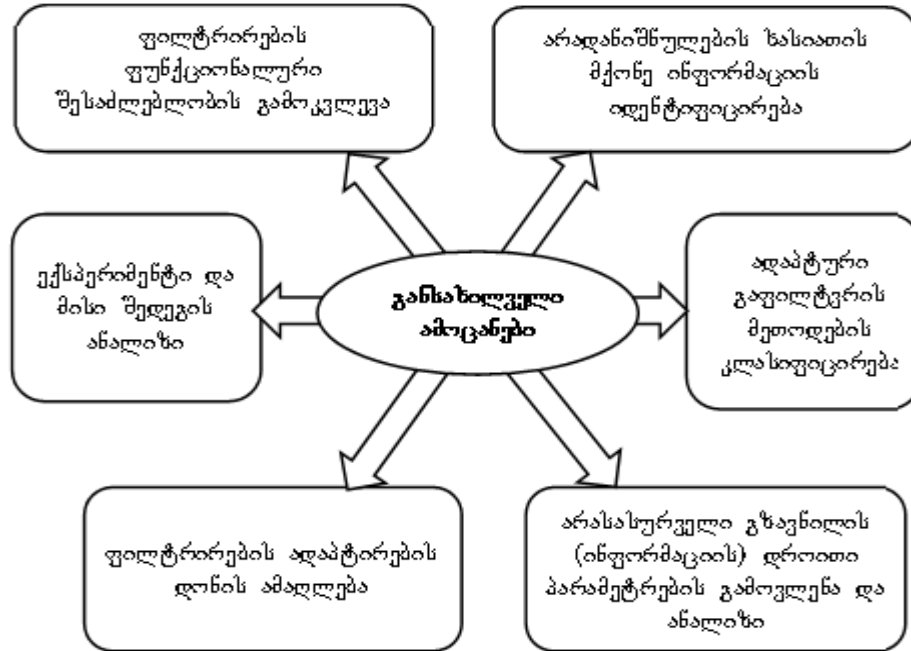 ფილტრირების
ფუნქციონალური
შესაძლებლობის გამოკვლევა
არადანიშნულების ხასიათის
მქონე ინფორმაციის
იდენტიფიცირება
ექსპერიმენტი და
მისი შედეგის
ანალიზი
განსახილველი
ამოცანები
ადაპტური
გაფილტვრის
მეთოდების
კლასიფიცირება
ფილტრირების ადაპტირების
დონის ამაღლება
არასასურველი გზავნილის
(ინფორმაციის) დროითი
პარამეტრების გამოვლენა და
ანალიზი